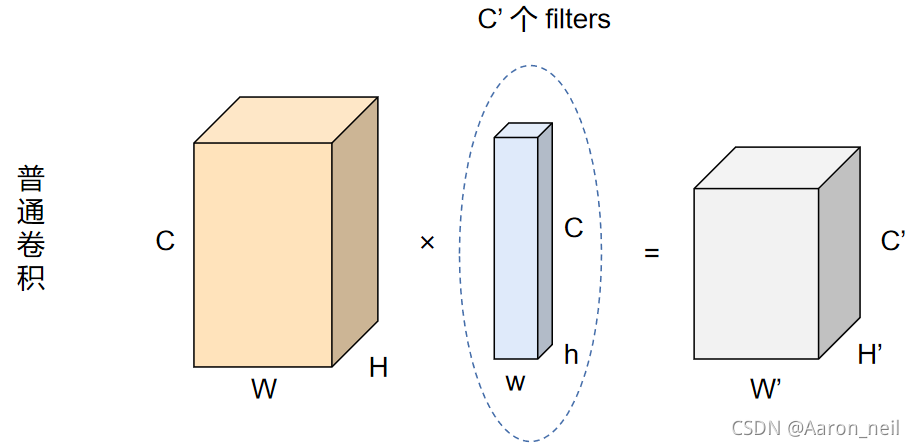 C’ 个 filters
普
通
卷
积
C
W
H
×
C
h
w
=
C’
H’
W’
CSDN @Aaron_neil